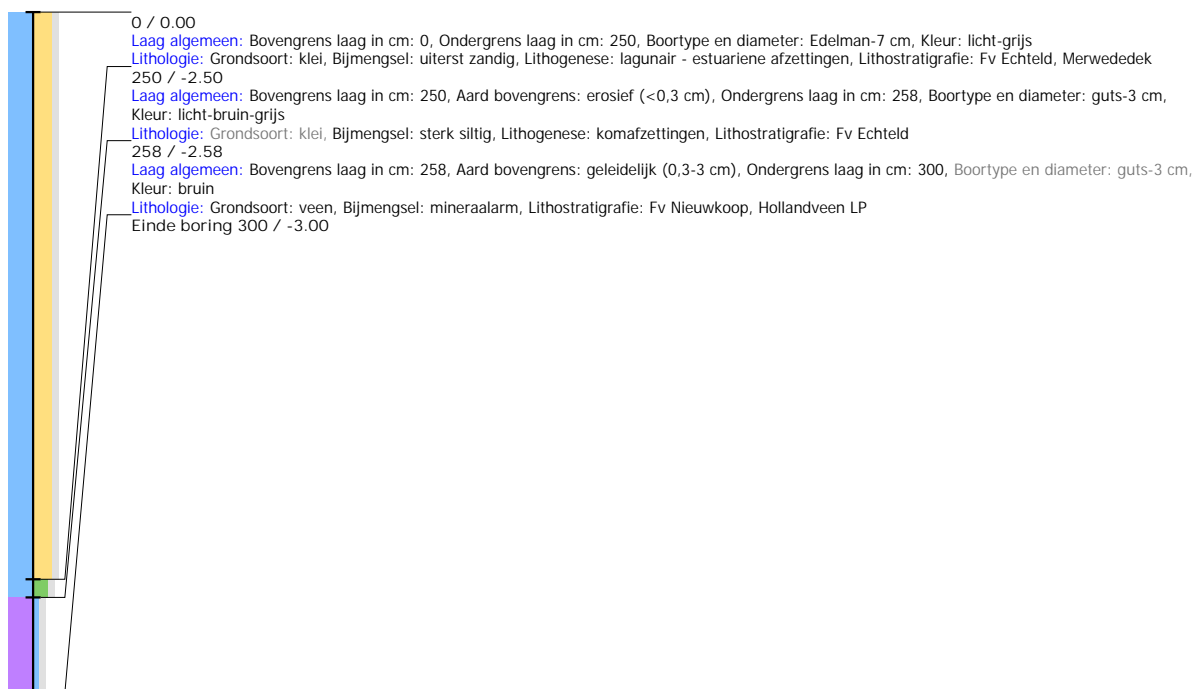 0 / 0.00
Laag algemeen: Bovengrens laag in cm: 0, Ondergrens laag in cm: 250, Boortype en diameter: Edelman-7 cm, Kleur: licht-grijs
Lithologie: Grondsoort: klei, Bijmengsel: uiterst zandig, Lithogenese: lagunair - estuariene afzettingen, Lithostratigrafie: Fv Echteld, Merwededek
250 / -2.50
Laag algemeen: Bovengrens laag in cm: 250, Aard bovengrens: erosief (<0,3 cm), Ondergrens laag in cm: 258, Boortype en diameter: guts-3 cm,
Kleur: licht-bruin-grijs
Lithologie: Grondsoort: klei, Bijmengsel: sterk siltig, Lithogenese: komafzettingen, Lithostratigrafie: Fv Echteld
258 / -2.58
Laag algemeen: Bovengrens laag in cm: 258, Aard bovengrens: geleidelijk (0,3-3 cm), Ondergrens laag in cm: 300, Boortype en diameter: guts-3 cm,
Kleur: bruin
Lithologie: Grondsoort: veen, Bijmengsel: mineraalarm, Lithostratigrafie: Fv Nieuwkoop, Hollandveen LP
Einde boring 300 / -3.00